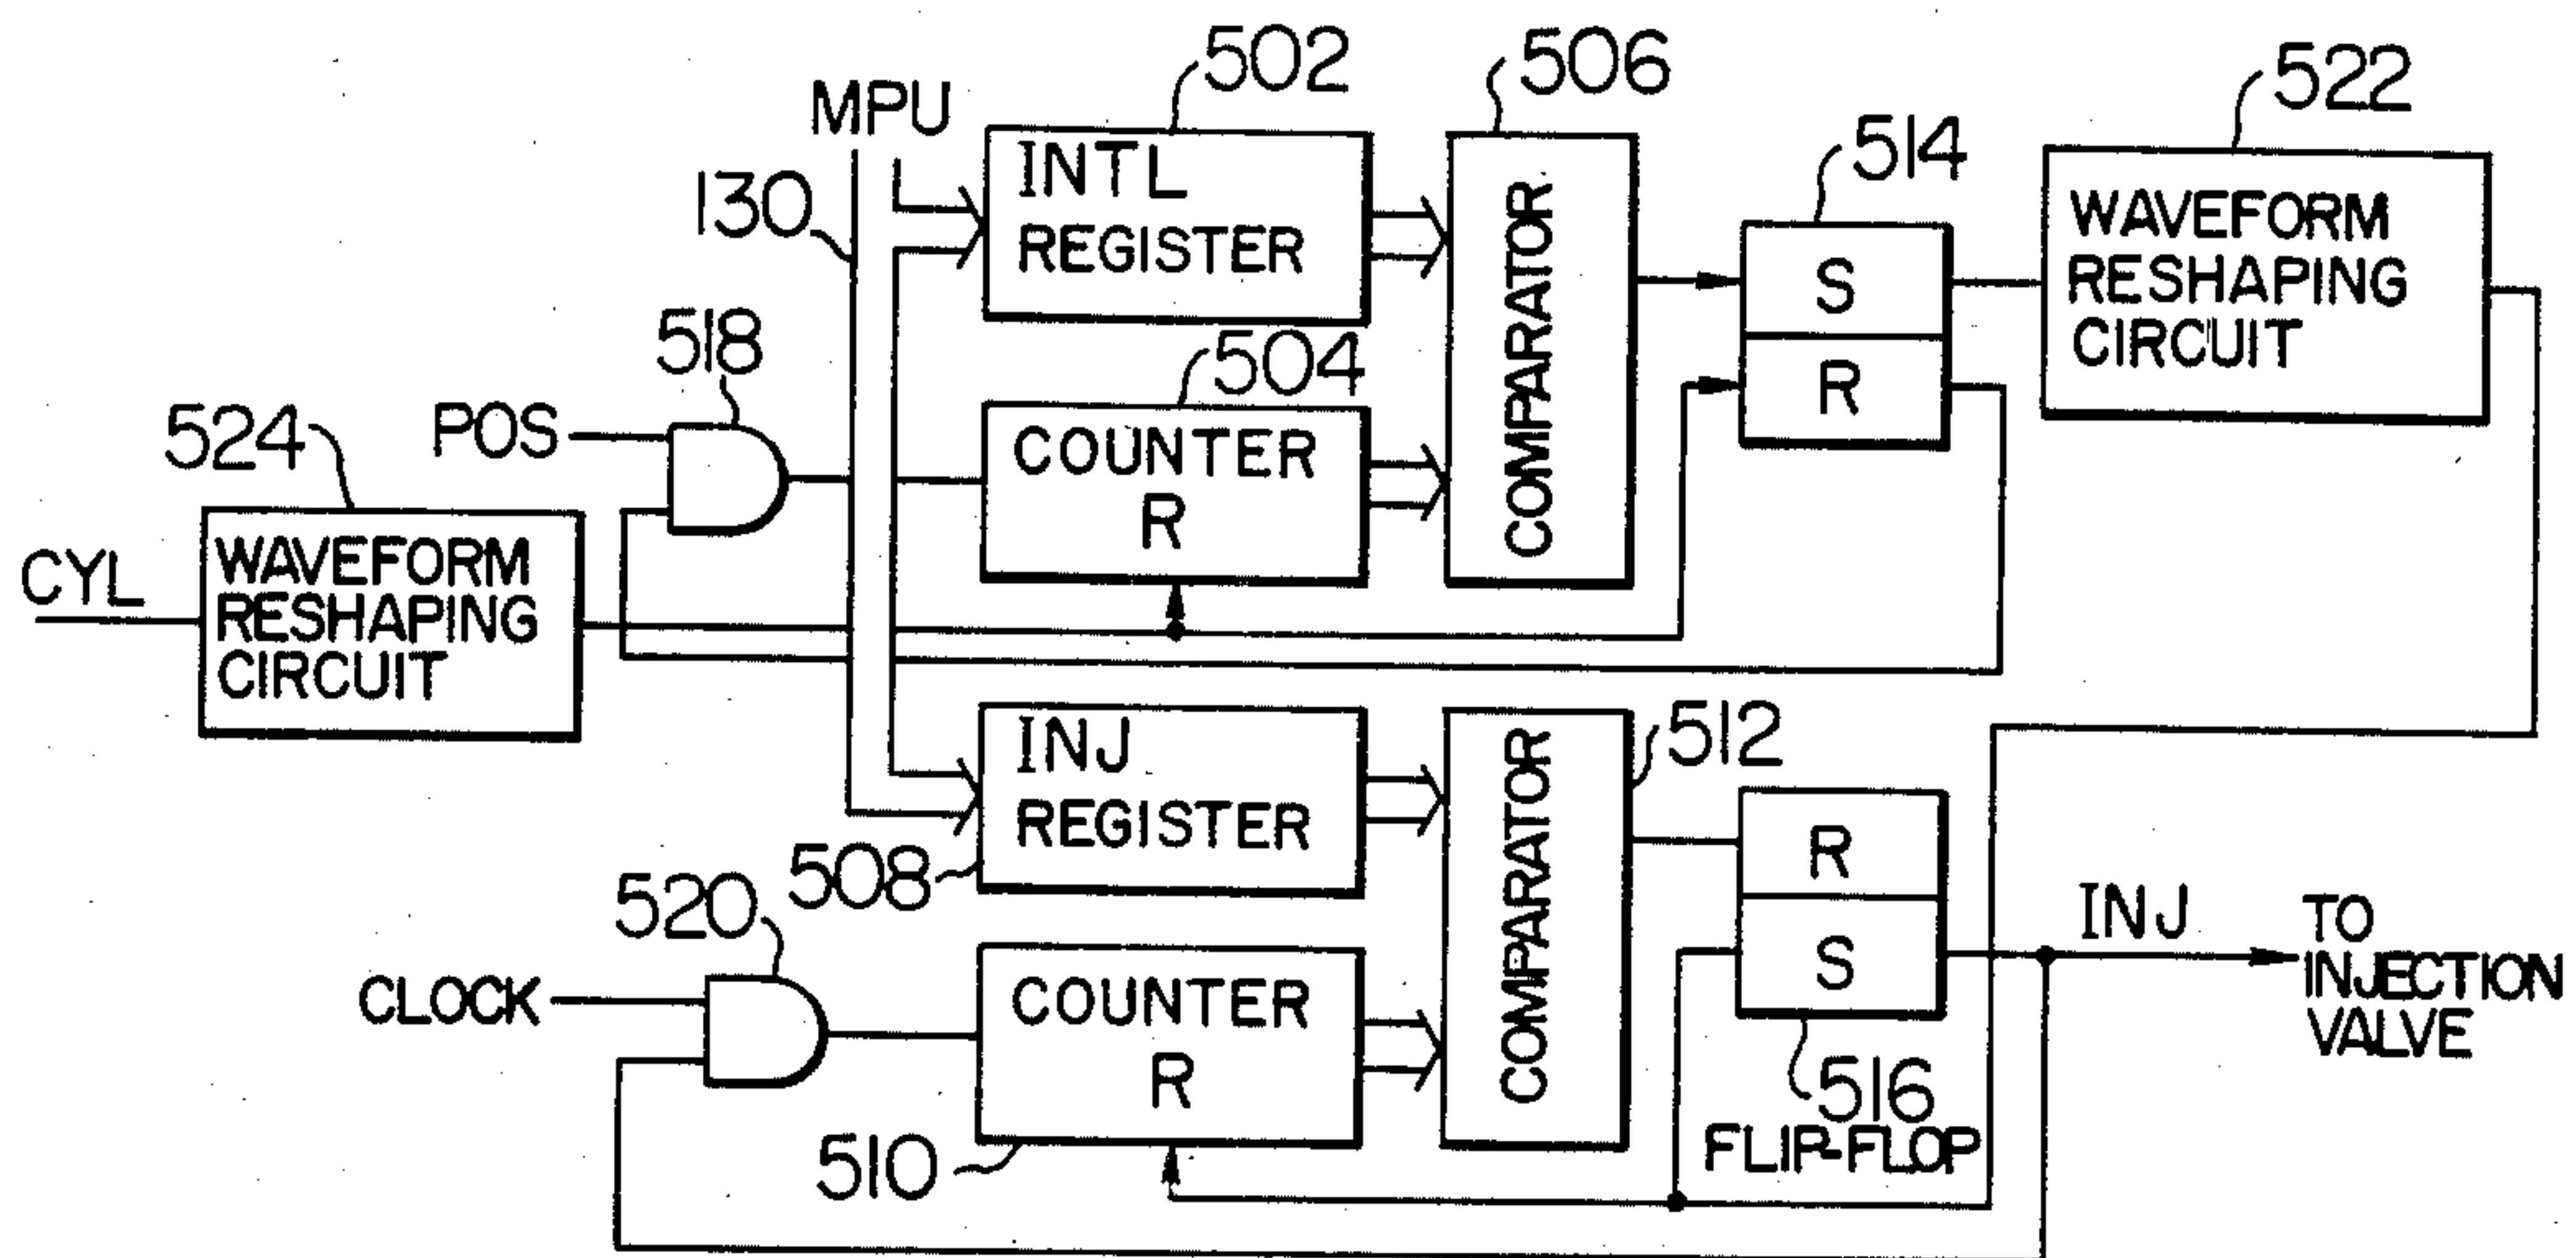 502
506
522
MPU
514
130
INTL
REGISTER
COMPARATOR
S
R
WAVEFORM
RESHAPING
CIRCUIT
518
504
524
POS
COUNTER
R
CYL
WAVEFORM
RESHAPING
CIRCUIT
INJ
REGISTER
508
COMPARATOR
512
R
S
520
CLOCK
COUNTER
R
510
516
FLIP-FLOP
INJ
TO
INJECTION
VALVE